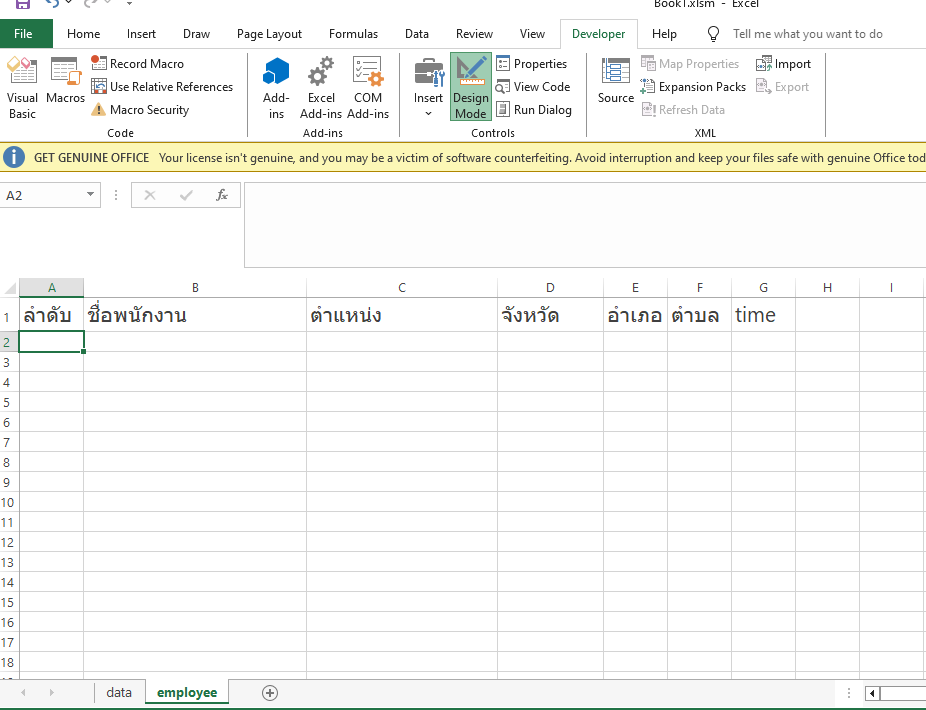 Book1.xlsm - Excel
File Home Insert Draw Page Layout Formulas Data Review View Developer Help Tell me what you want to do
Visual Basic
Macros
Record Macro
Use Relative References
Macro Security
Code
Add-ins
Excel Add-ins
COM Add-ins
Add-ins
Insert
Design Mode
Properties
View Code
Run Dialog
Controls
Source
Map Properties
Expansion Packs
Refresh Data
Import
Export
XML
GET GENUINE OFFICE Your license isn't genuine, and you may be a victim of software counterfeiting. Avoid interruption and keep your files safe with genuine Office tod
A2 fx
A B C D E F G H I
1 ลำดับ ชื่อพนักงาน ตำแหน่ง จังหวัด อำเภอ ตำบล time
2
3
4
5
6
7
8
9
10
11
12
13
14
15
16
17
18
data employee